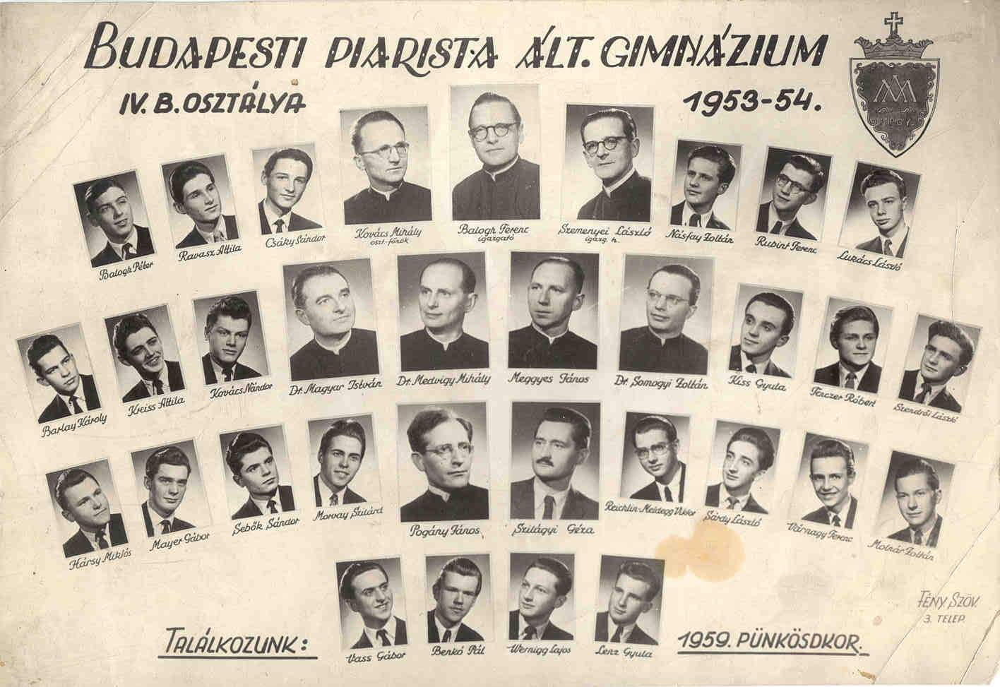 BUDAPESTI PIARISTA ÁLT. GIMNÁZIUM
IV. B. OSZTÁLYA
1953-54.
Balogh Péter
Ravasz Attila
Csáky Sándor
Kovács Mihály
oszt-főnök
Balogh Ferenc
igazgató
Szemenyei László
igazg. h.
Násfay Zoltán
Rubint Ferenc
Lukács László
Barlay Károly
Kreiss Attila
Kovács Nándor
Dr. Magyar István
Dr. Medvigy Mihály
Meggyes János
Dr. Somogyi Zoltán
Kiss Gyula
Ferczer Róbert
Szendrői László
Hársy Miklós
Mayer Gábor
Sebők Sándor
Morvay Szilárd
Pogány János
Szilágyi Géza
Reichlin-Meldegg Viktor
Sárdy László
Várnagy Ferenc
Molnár Zoltán
Vass Gábor
Benkó Pál
Wernigg Lajos
Lenz Gyula
FÉNY SZÖV.
3. TELEP.
TALÁLKOZUNK:
1959. PÜNKÖSDKOR.